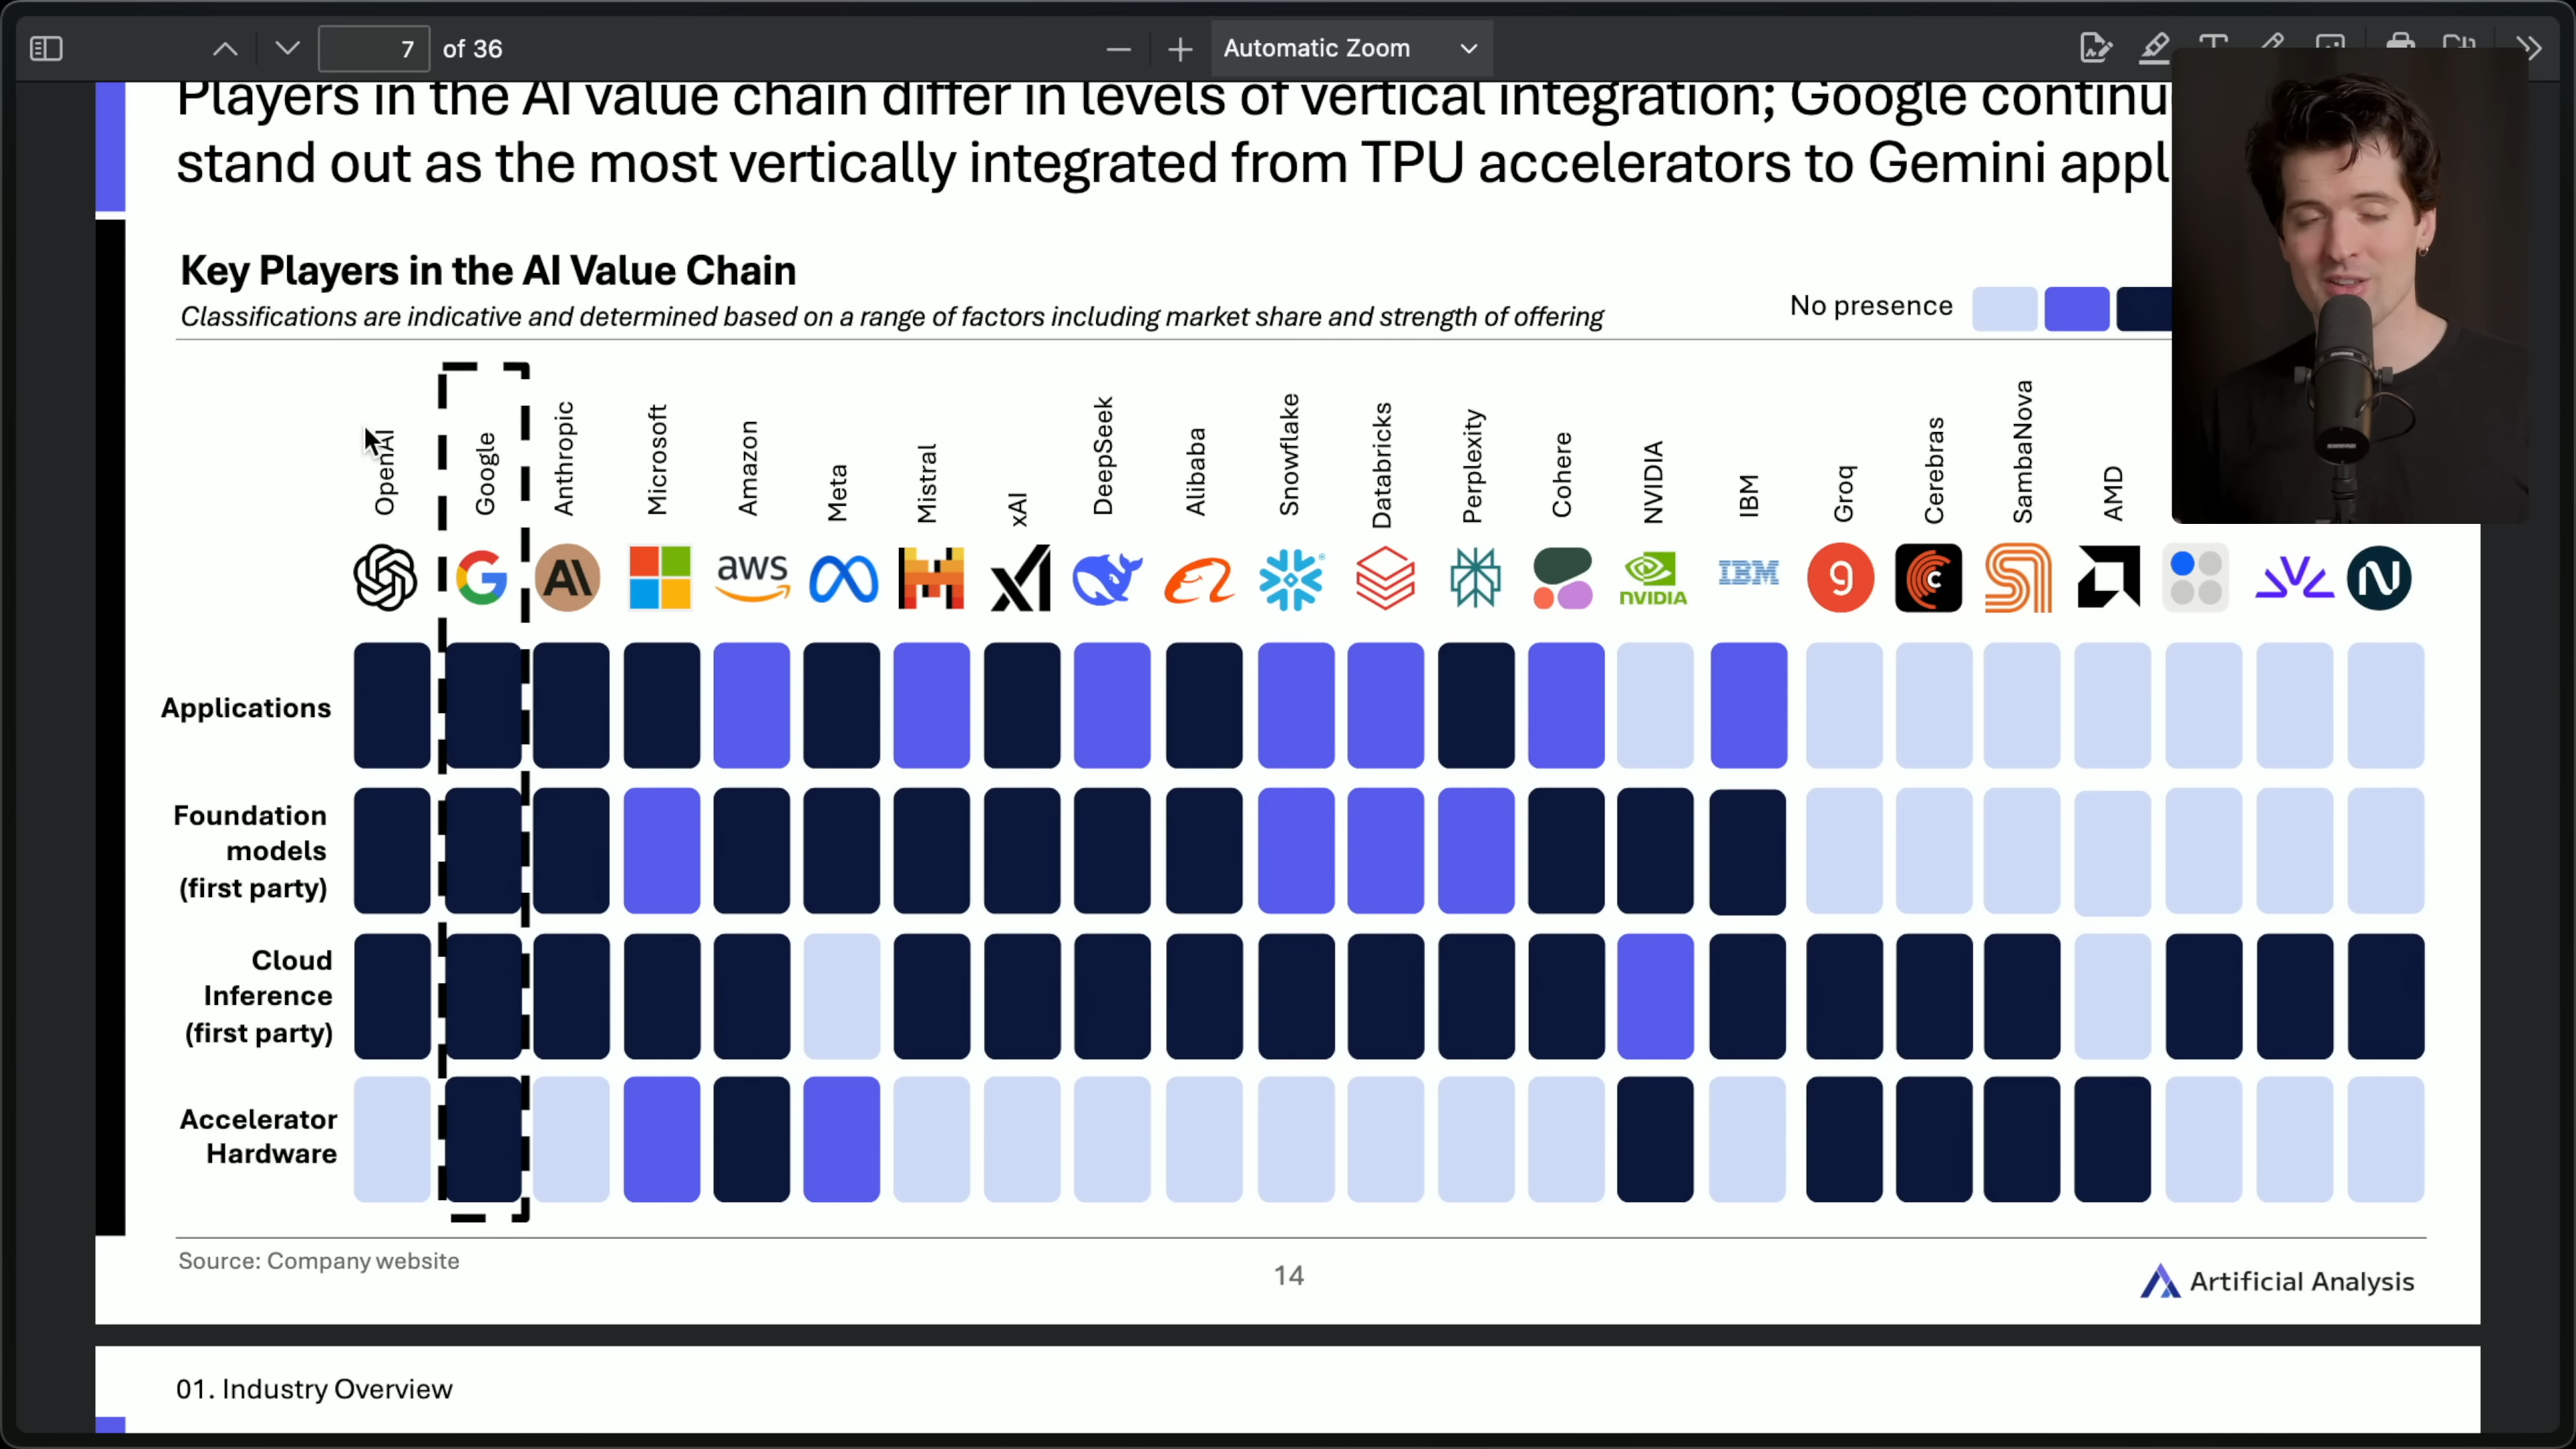 7 of 36
Automatic Zoom
Players in the AI value chain differ in levels of vertical integration; Google continu
stand out as the most vertically integrated from TPU accelerators to Gemini appl
Key Players in the AI Value Chain
Classifications are indicative and determined based on a range of factors including market share and strength of offering
No presence
OpenAI
Google
Anthropic
Microsoft
Amazon
Meta
Mistral
xAI
DeepSeek
Alibaba
Snowflake
Databricks
Perplexity
Cohere
NVIDIA
IBM
Groq
Cerebras
SambaNova
AMD
aws
NVIDIA
IBM
Applications
Foundation
models
(first party)
Cloud
Inference
(first party)
Accelerator
Hardware
Source: Company website
14
Artificial Analysis
01. Industry Overview